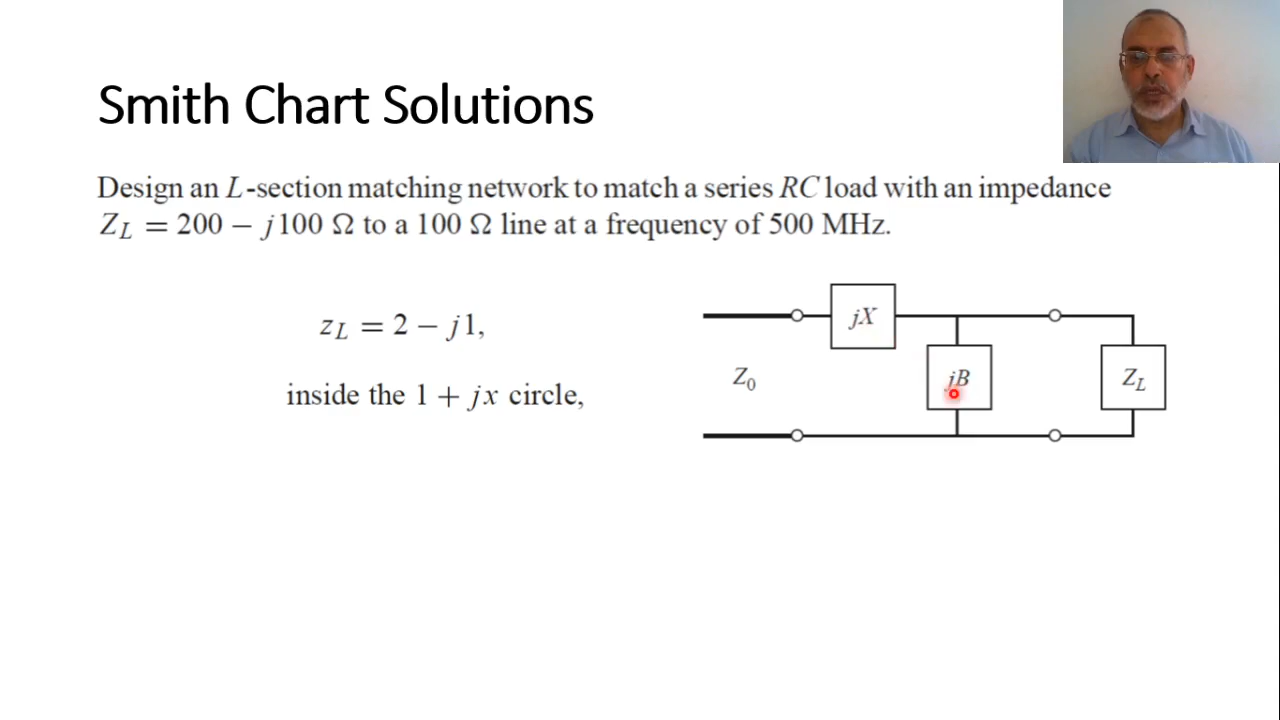 Smith Chart Solutions
Design an L-section matching network to match a series RC load with an impedance
Z_L = 200 − j100 Ω to a 100 Ω line at a frequency of 500 MHz.
z_L = 2 − j1,
inside the 1 + jx circle,
jX
Z_0
jB
Z_L